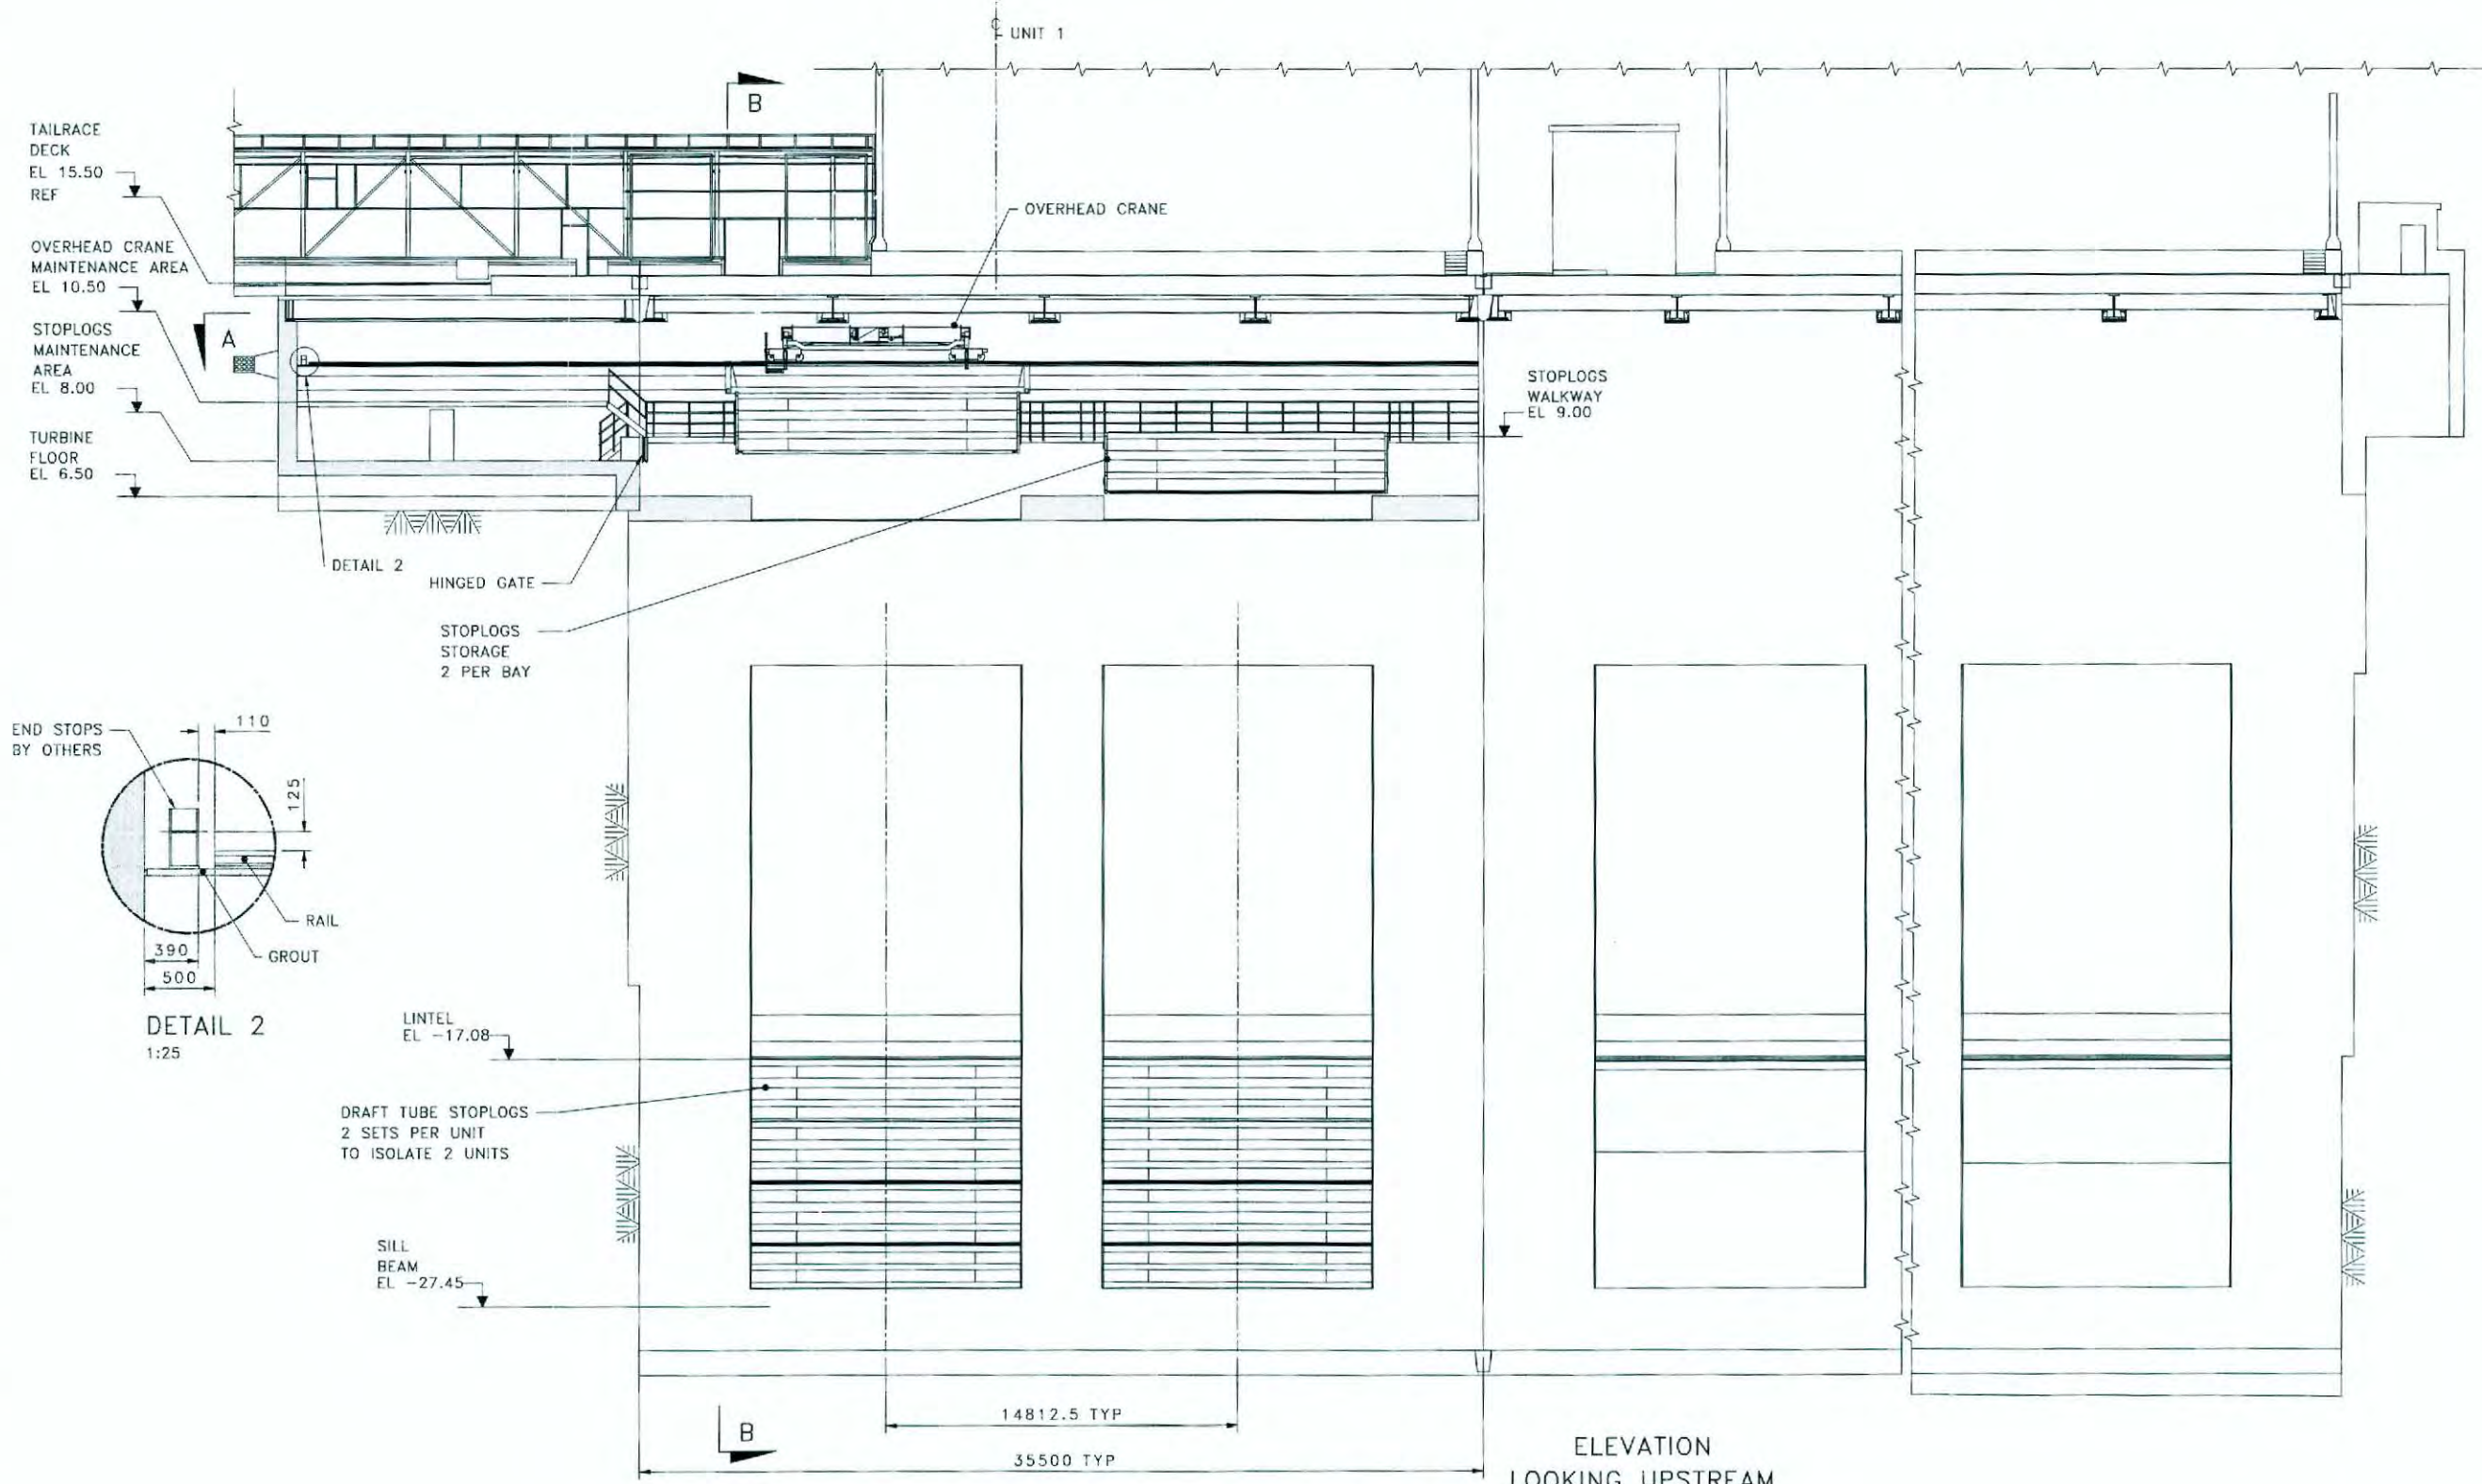 ℄ UNIT 1
B
TAILRACE
DECK
EL 15.50
REF
OVERHEAD CRANE
OVERHEAD CRANE
MAINTENANCE AREA
EL 10.50
A
STOPLOGS
MAINTENANCE
AREA
EL 8.00
STOPLOGS
WALKWAY
EL 9.00
TURBINE
FLOOR
EL 6.50
DETAIL 2
HINGED GATE
STOPLOGS
STORAGE
2 PER BAY
END STOPS
BY OTHERS
110
125
RAIL
GROUT
390
500
DETAIL 2
1:25
LINTEL
EL -17.08
DRAFT TUBE STOPLOGS
2 SETS PER UNIT
TO ISOLATE 2 UNITS
SILL
BEAM
EL -27.45
14812.5 TYP
B
35500 TYP
ELEVATION
LOOKING UPSTREAM